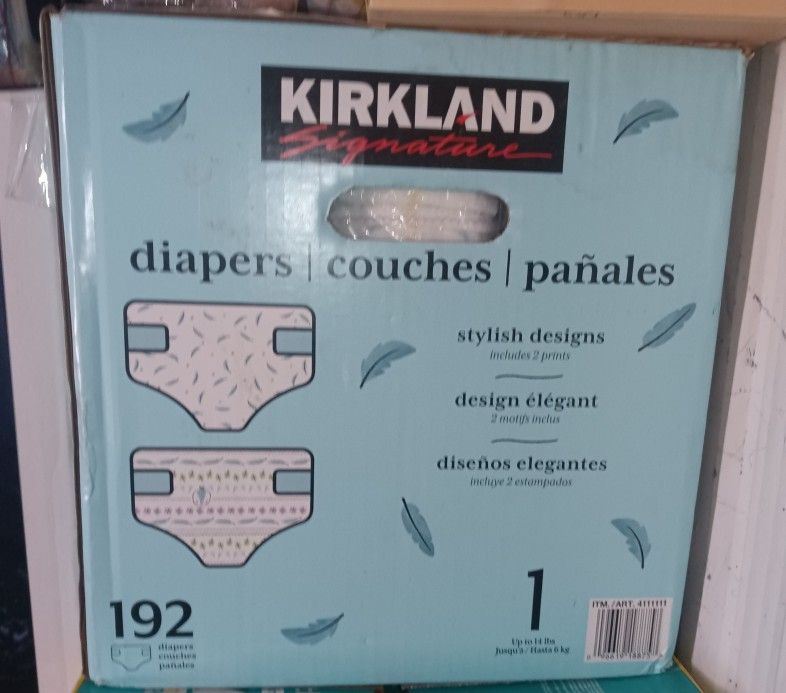 KIRKLAND
Signature
diapers | couches | pañales
stylish designs
includes 2 prints
design élégant
2 motifs inclus
diseños elegantes
incluye 2 estampados
192
diapers
couches
pañales
1
Up to 14 lbs
Jusqu'à / Hasta 6 kg
ITM. / ART. 4111111